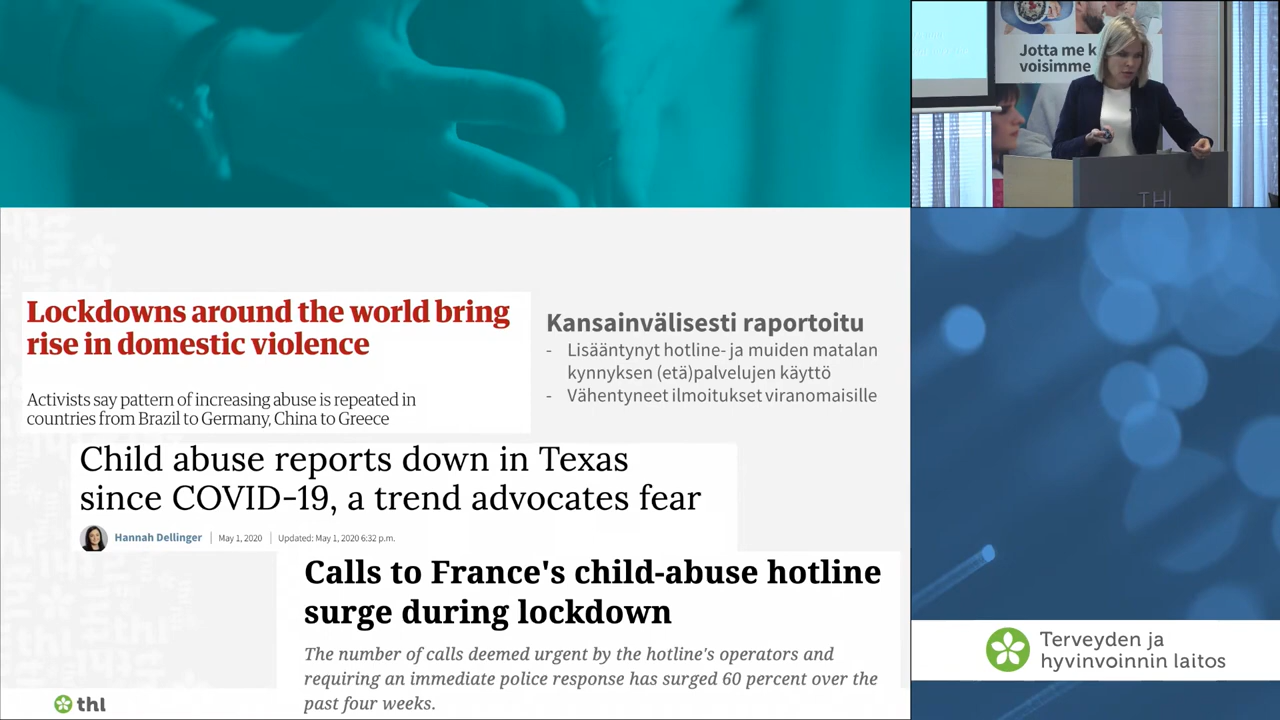 Lockdowns around the world bring
rise in domestic violence
Activists say pattern of increasing abuse is repeated in
countries from Brazil to Germany, China to Greece
Kansainvälisesti raportoitu
- Lisääntynyt hotline- ja muiden matalan
kynnyksen (etä)palvelujen käyttö
- Vähentyneet ilmoitukset viranomaisille
Child abuse reports down in Texas
since COVID-19, a trend advocates fear
Hannah Dellinger | May 1, 2020 | Updated: May 1, 2020 6:32 p.m.
Calls to France's child-abuse hotline
surge during lockdown
The number of calls deemed urgent by the hotline's operators and
requiring an immediate police response has surged 60 percent over the
past four weeks.
thl
Jotta me k
voisimme
THL
Terveyden ja
hyvinvoinnin laitos